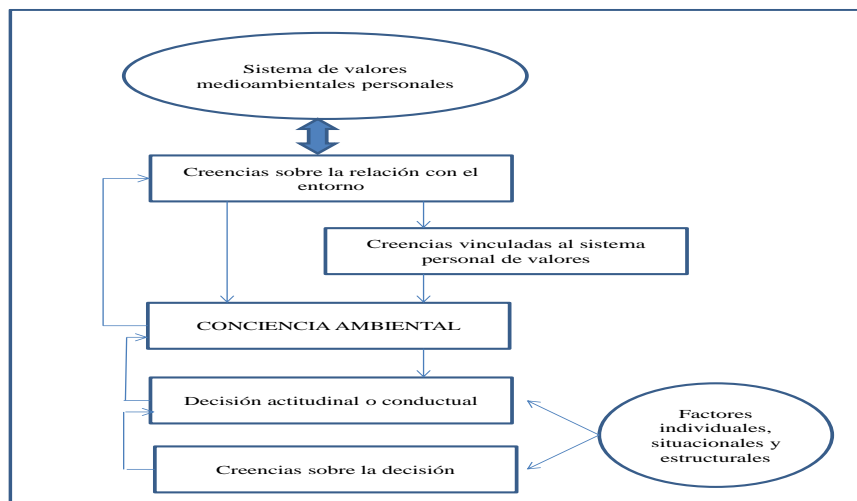 Sistema de valores
medioambientales personales
Creencias sobre la relación con el
entorno
Creencias vinculadas al sistema
personal de valores
CONCIENCIA AMBIENTAL
Decisión actitudinal o conductual
Factores
individuales,
situacionales y
estructurales
Creencias sobre la decisión